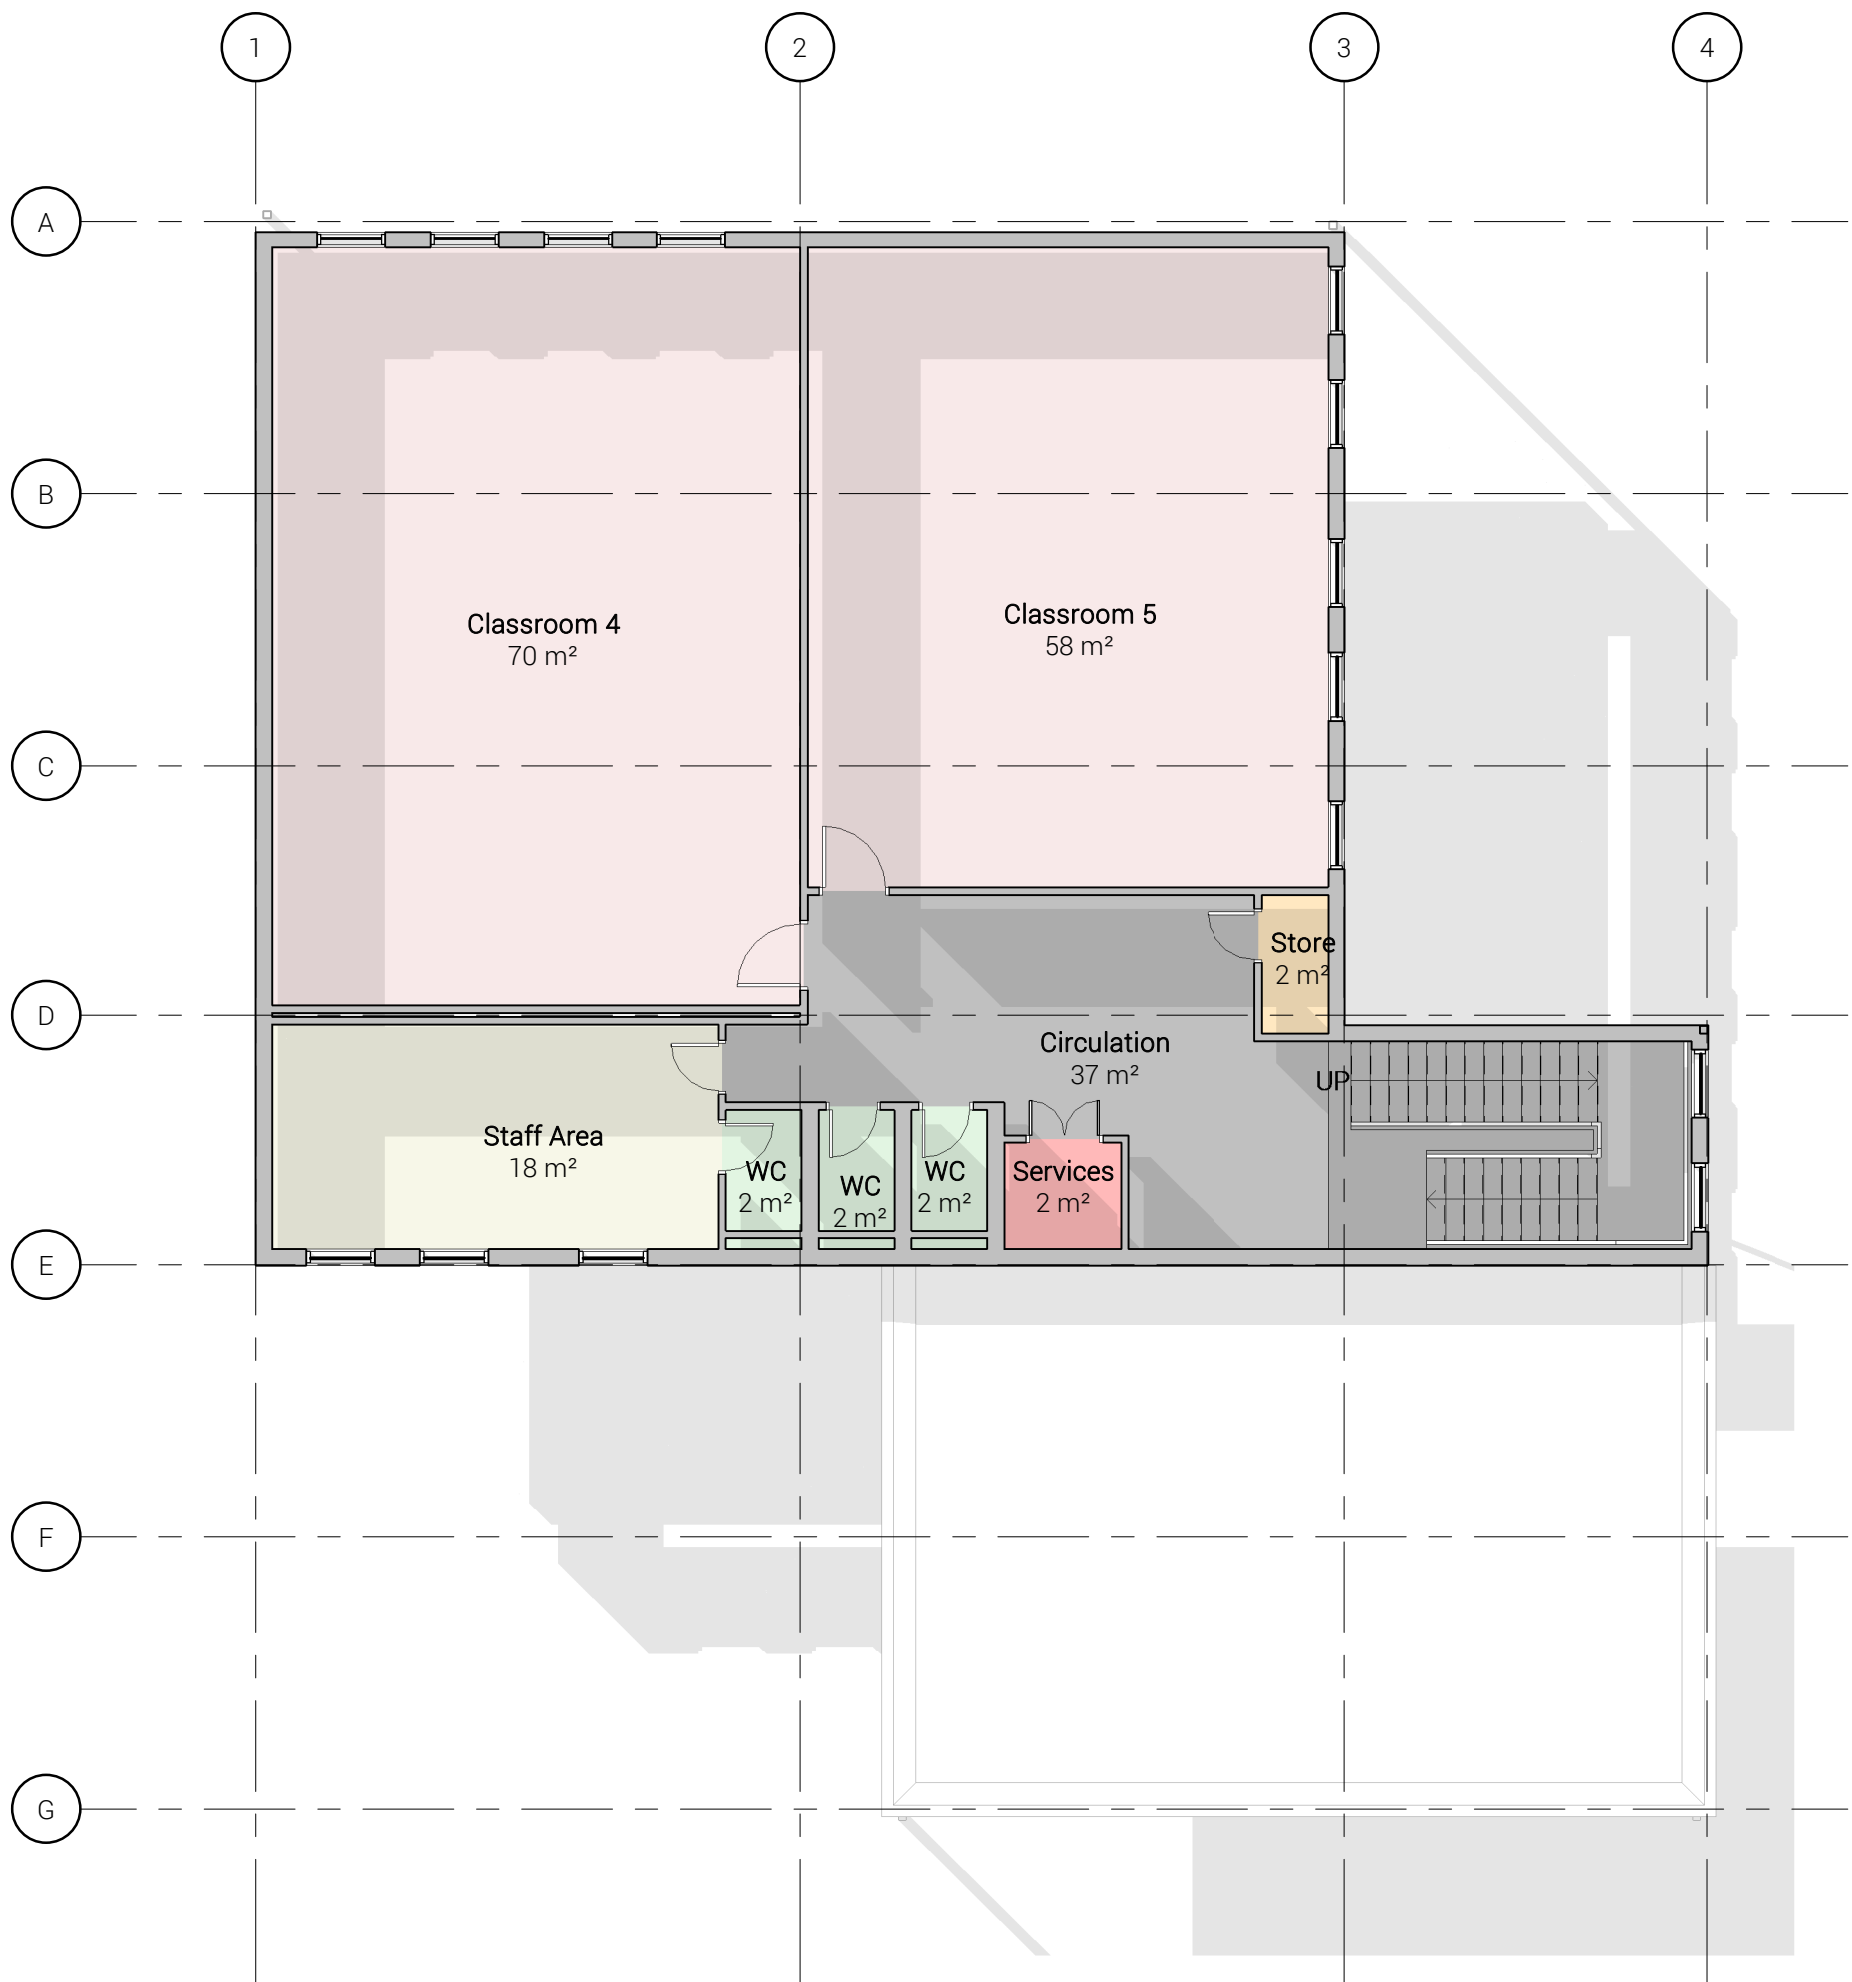 1
2
3
4
A
B
Classroom 4
70 m²
Classroom 5
58 m²
C
Store
2 m²
D
Circulation
37 m²
UP
Staff Area
18 m²
WC
2 m²
WC
2 m²
WC
2 m²
Services
2 m²
E
F
G